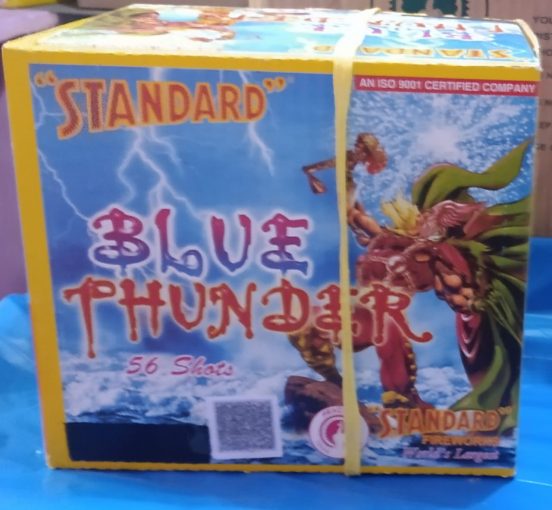 "STANDARD"
AN ISO 9001 CERTIFIED COMPANY
BLUE
THUNDER
56 Shots
"STANDARD"
FIREWORKS
World's Largest